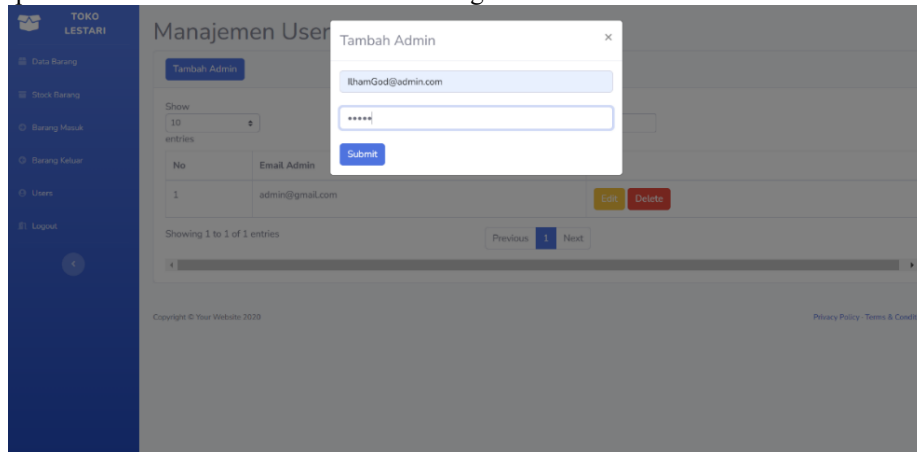 TOKO
LESTARI
Data Barang
Stock Barang
Barang Masuk
Barang Keluar
Users
Logout
Manajemen User
Tambah Admin
Tambah Admin
×
IlhamGod@admin.com
•••••
Submit
Show
10
entries
No
Email Admin
1
admin@gmail.com
Edit
Delete
Showing 1 to 1 of 1 entries
Previous
1
Next
Copyright © Your Website 2020
Privacy Policy · Terms & Condit